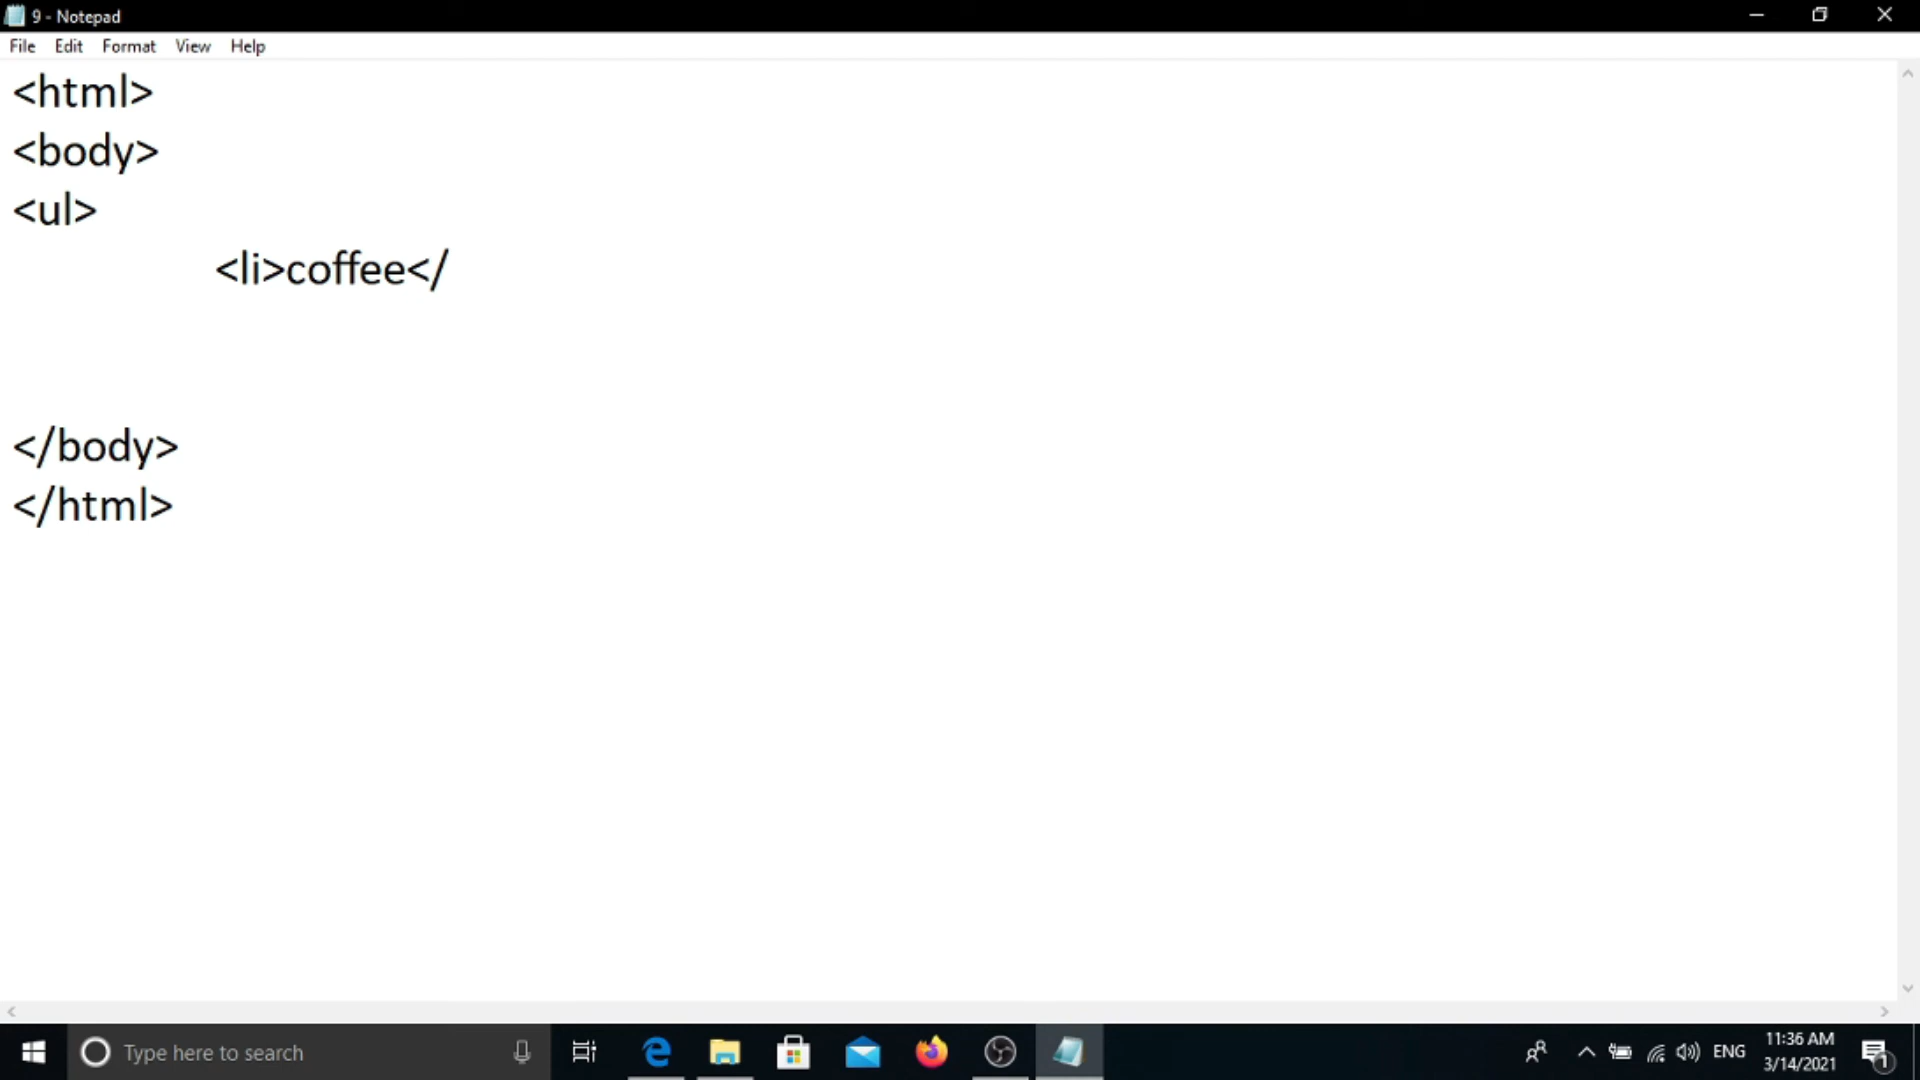 9 - Notepad
File Edit Format View Help
<html>
<body>
<ul>
<li>coffee</
</body>
</html>
Type here to search
ENG
11:36 AM
3/14/2021
1